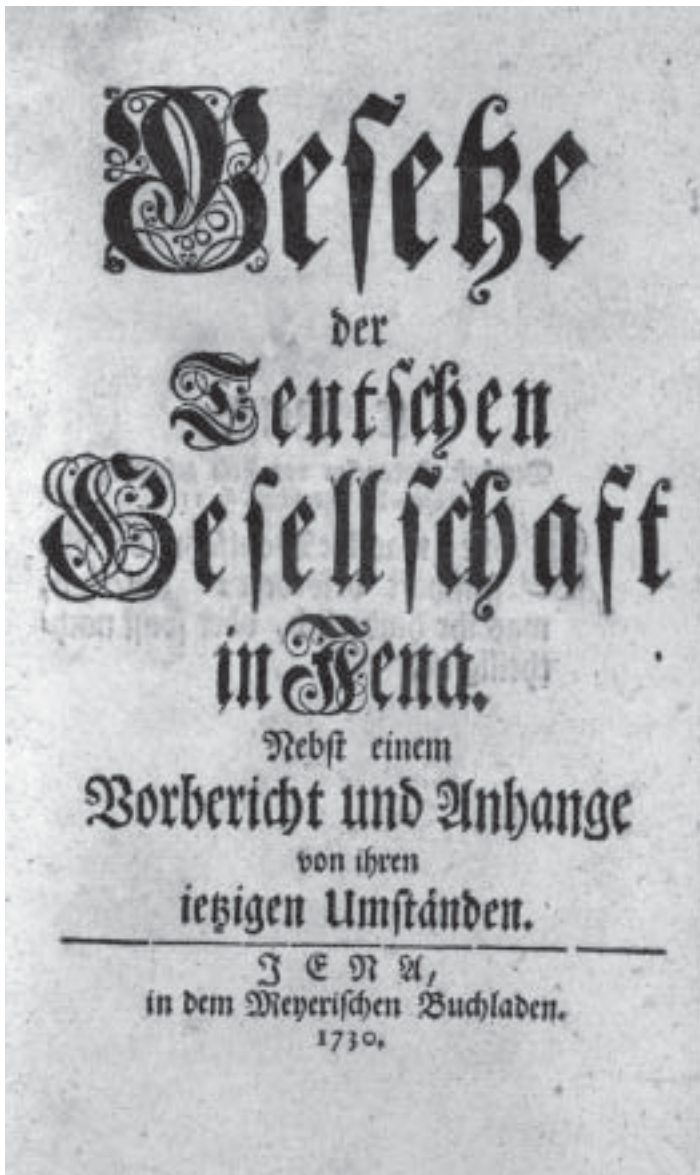 Gesetze
der
Teutschen
Gesellschaft
in Jena.
Nebst einem
Vorbericht und Anhange
von ihren
ietzigen Umständen.
JENA,
in dem Meyerischen Buchladen.
1730.